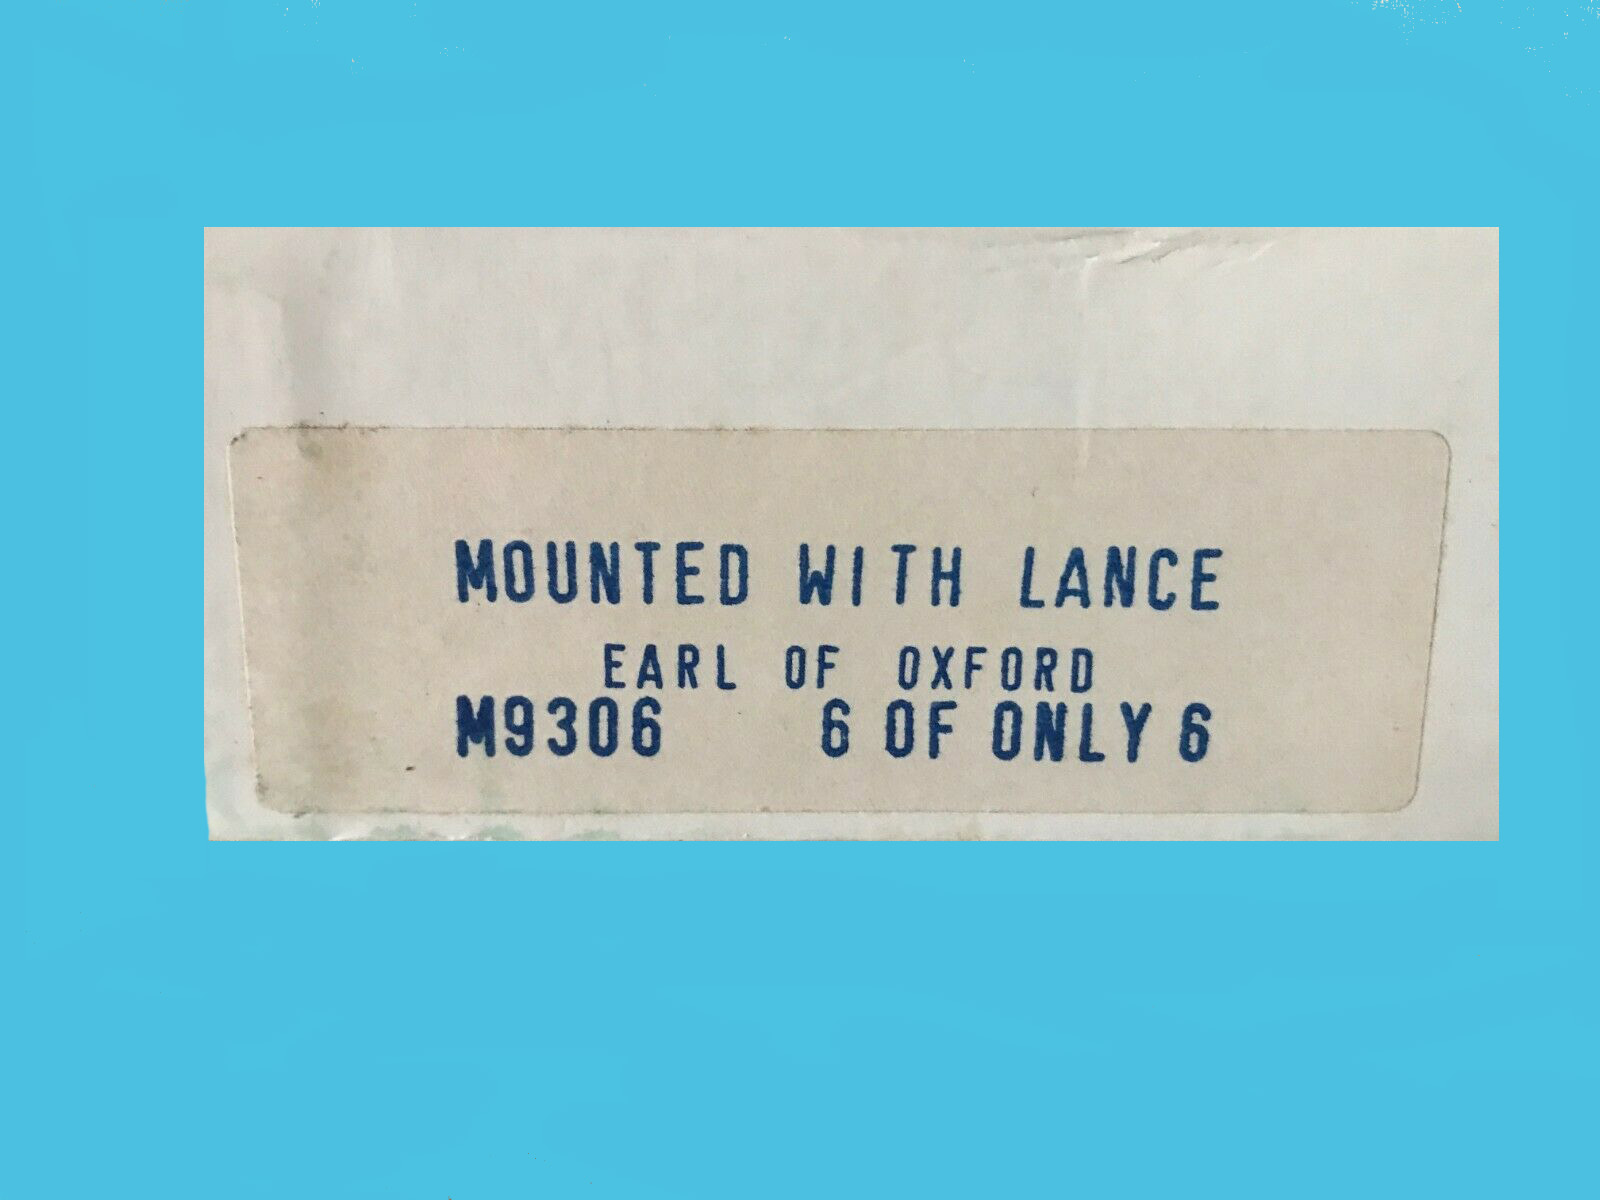 MOUNTED WITH LANCE
EARL OF OXFORD
M9306 6 OF ONLY 6